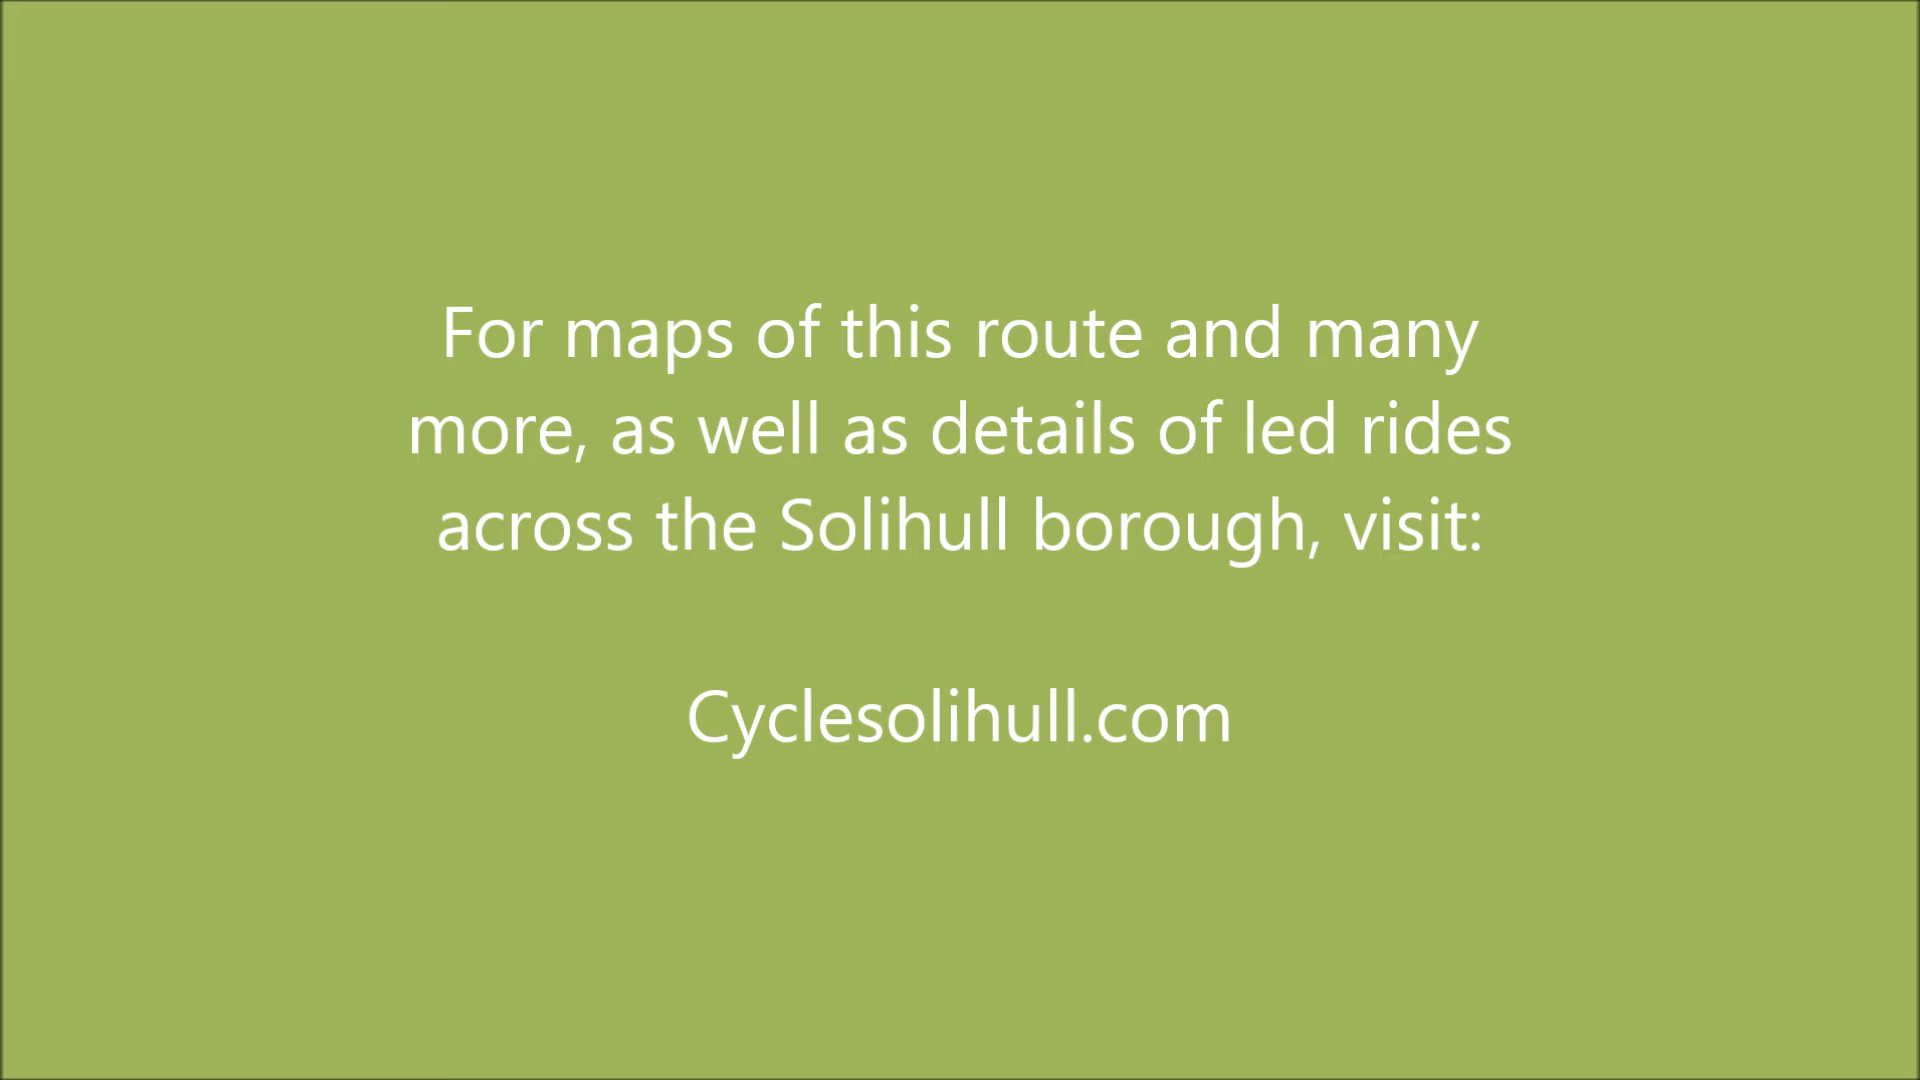 For maps of this route and many
more, as well as details of led rides
across the Solihull borough, visit:
Cyclesolihull.com